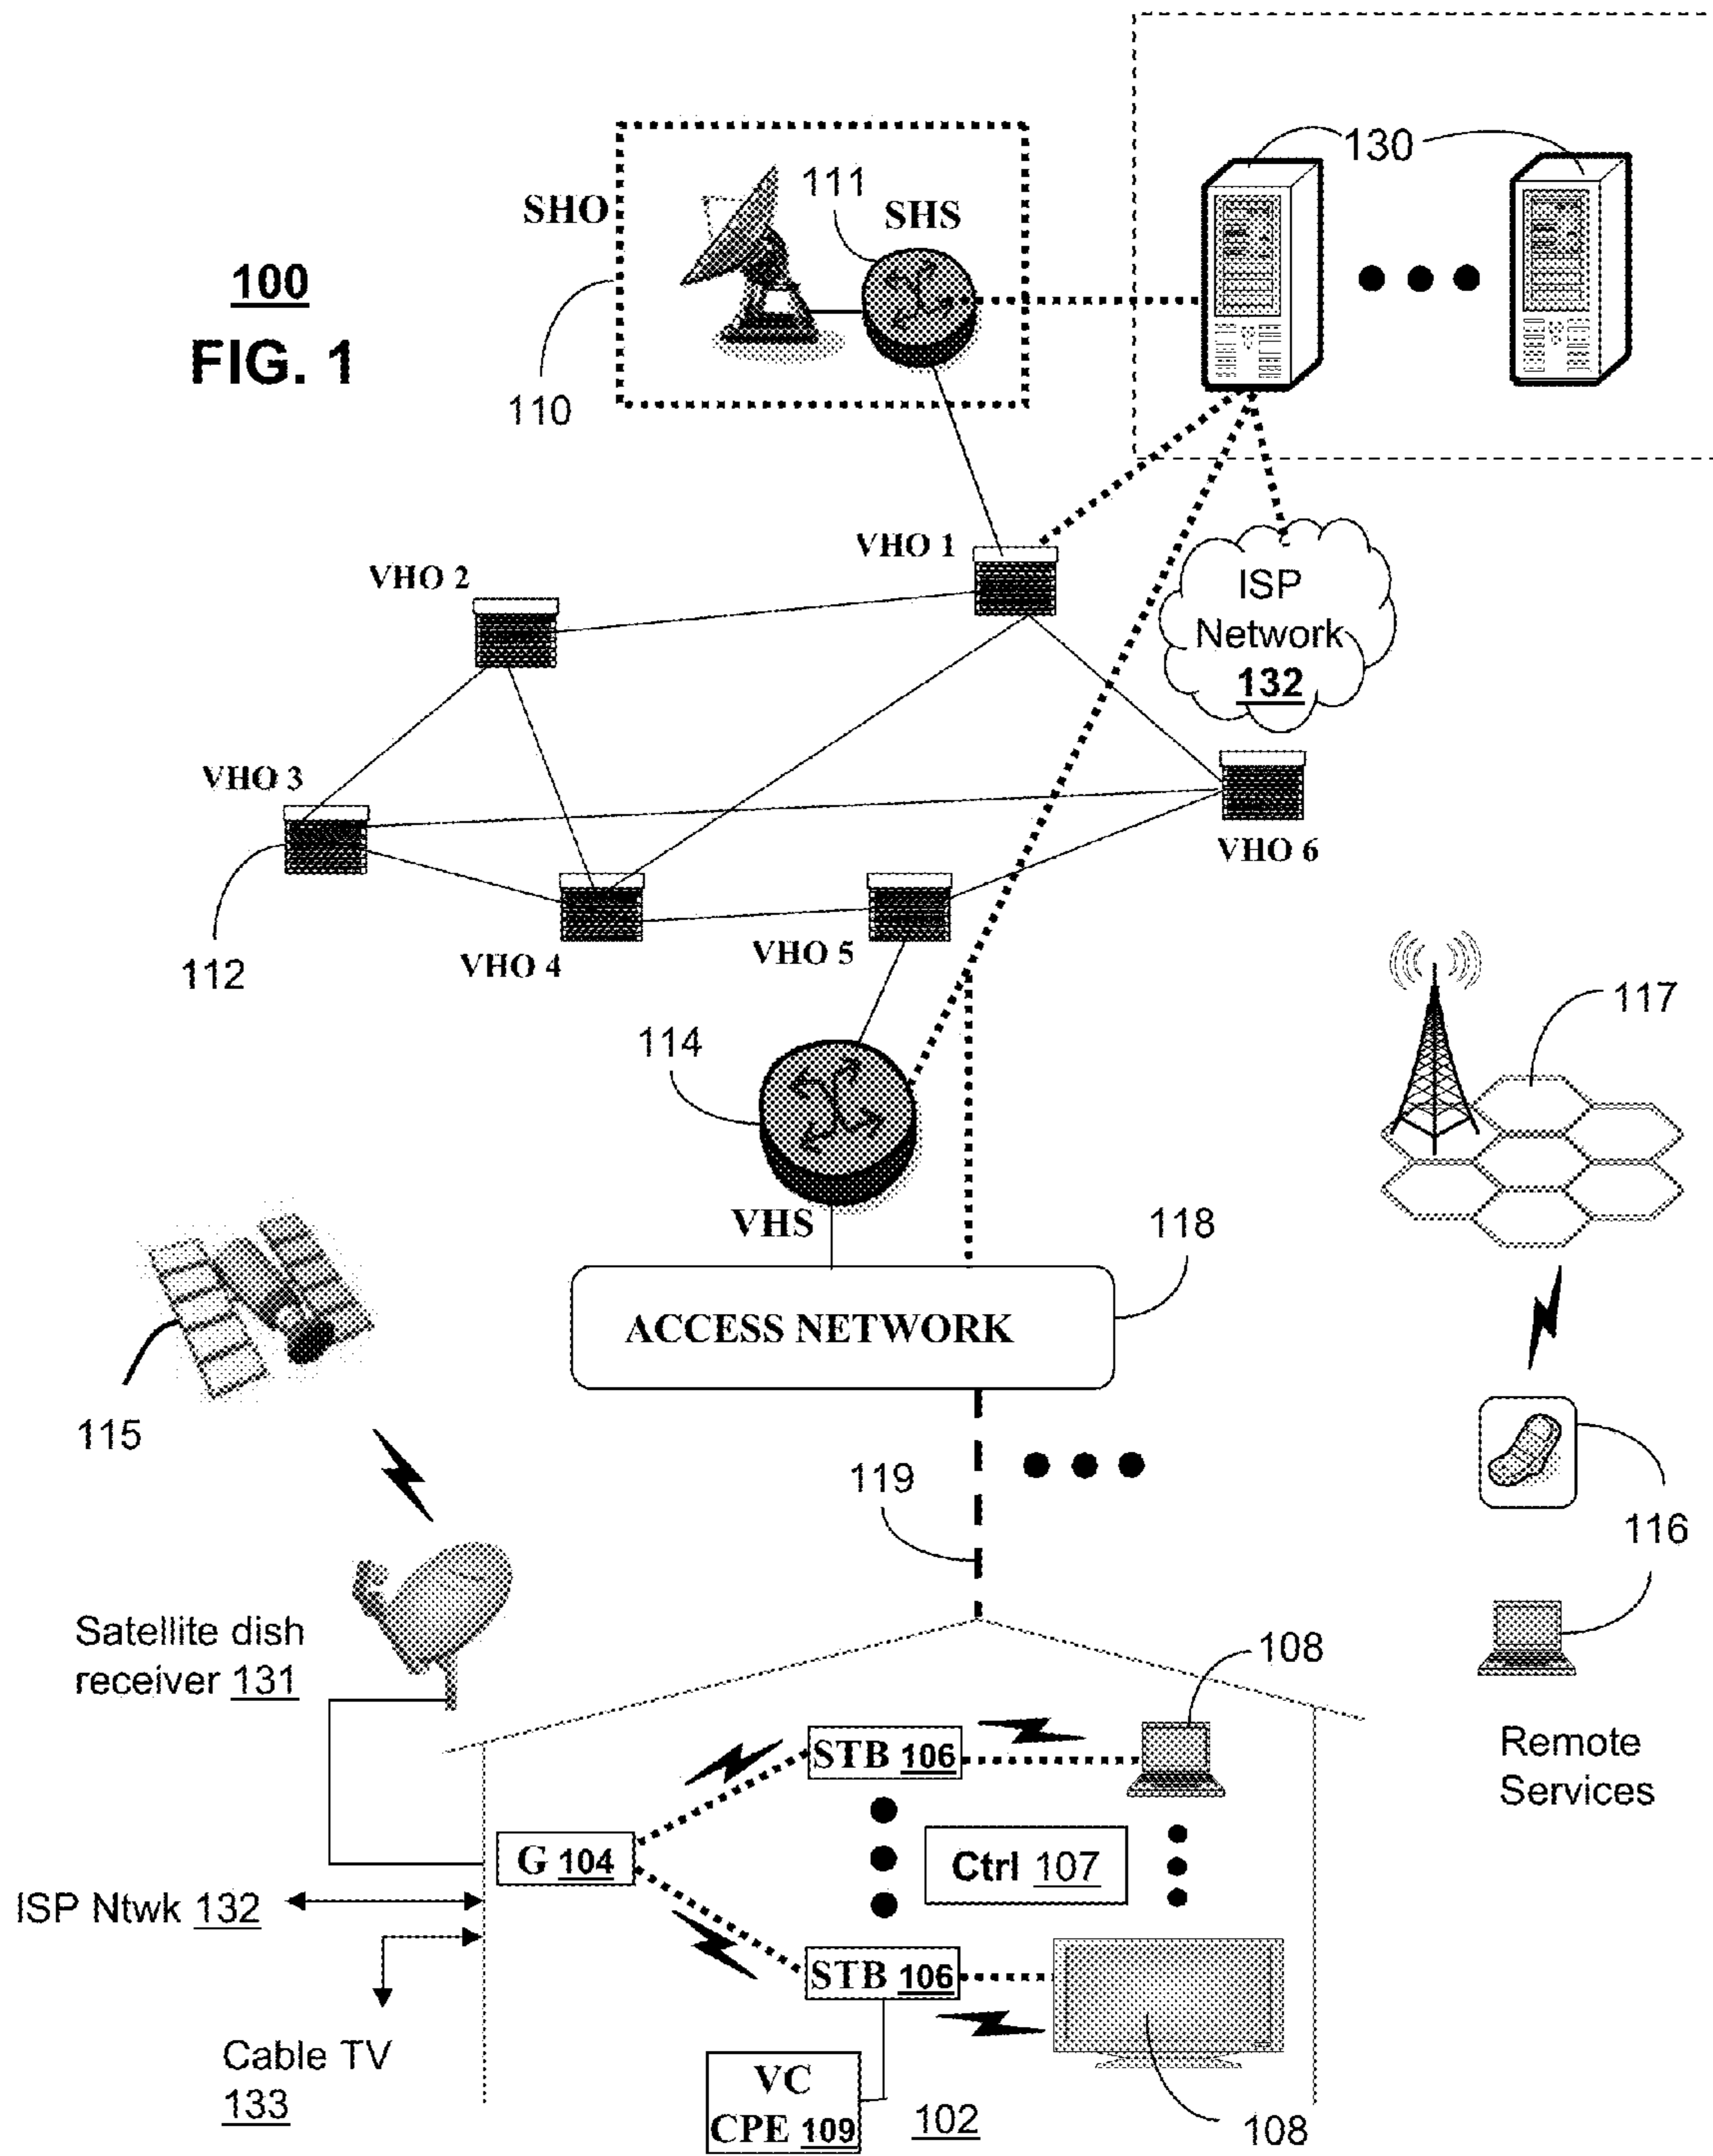 130
111
SHO
SHS
100
FIG. 1
110
VHO 1
VHO 2
ISP
Network
132
VHO 3
VHO 6
112
VHO 4
VHO 5
117
114
VHS
118
ACCESS NETWORK
115
119
116
Satellite dish
receiver 131
108
STB 106
Remote
Services
G 104
Ctrl 107
ISP Ntwk 132
STB 106
Cable TV
133
VC
CPE 109
102
108